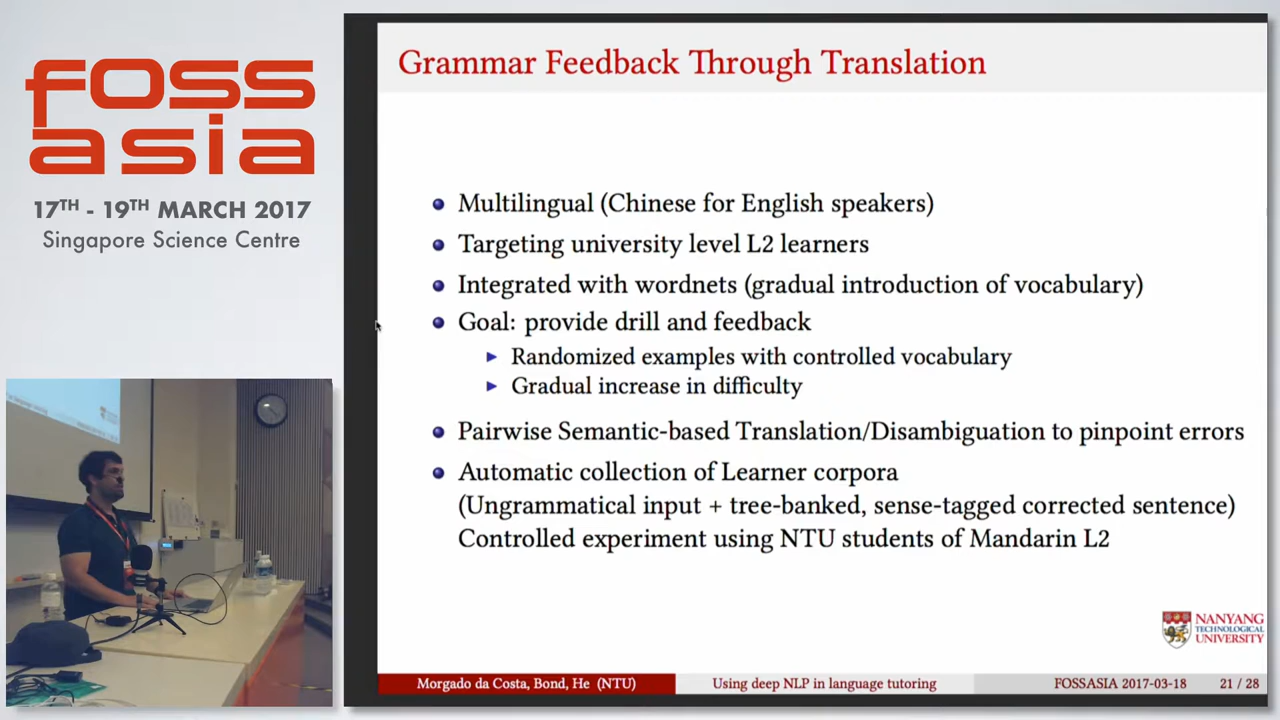 foss
asia
17TH - 19TH MARCH 2017
Singapore Science Centre
Grammar Feedback Through Translation
Multilingual (Chinese for English speakers)
Targeting university level L2 learners
Integrated with wordnets (gradual introduction of vocabulary)
Goal: provide drill and feedback
Randomized examples with controlled vocabulary
Gradual increase in difficulty
Pairwise Semantic-based Translation/Disambiguation to pinpoint errors
Automatic collection of Learner corpora
(Ungrammatical input + tree-banked, sense-tagged corrected sentence)
Controlled experiment using NTU students of Mandarin L2
NANYANG
TECHNOLOGICAL
UNIVERSITY
Morgado da Costa, Bond, He (NTU) Using deep NLP in language tutoring FOSSASIA 2017-03-18 21 / 28